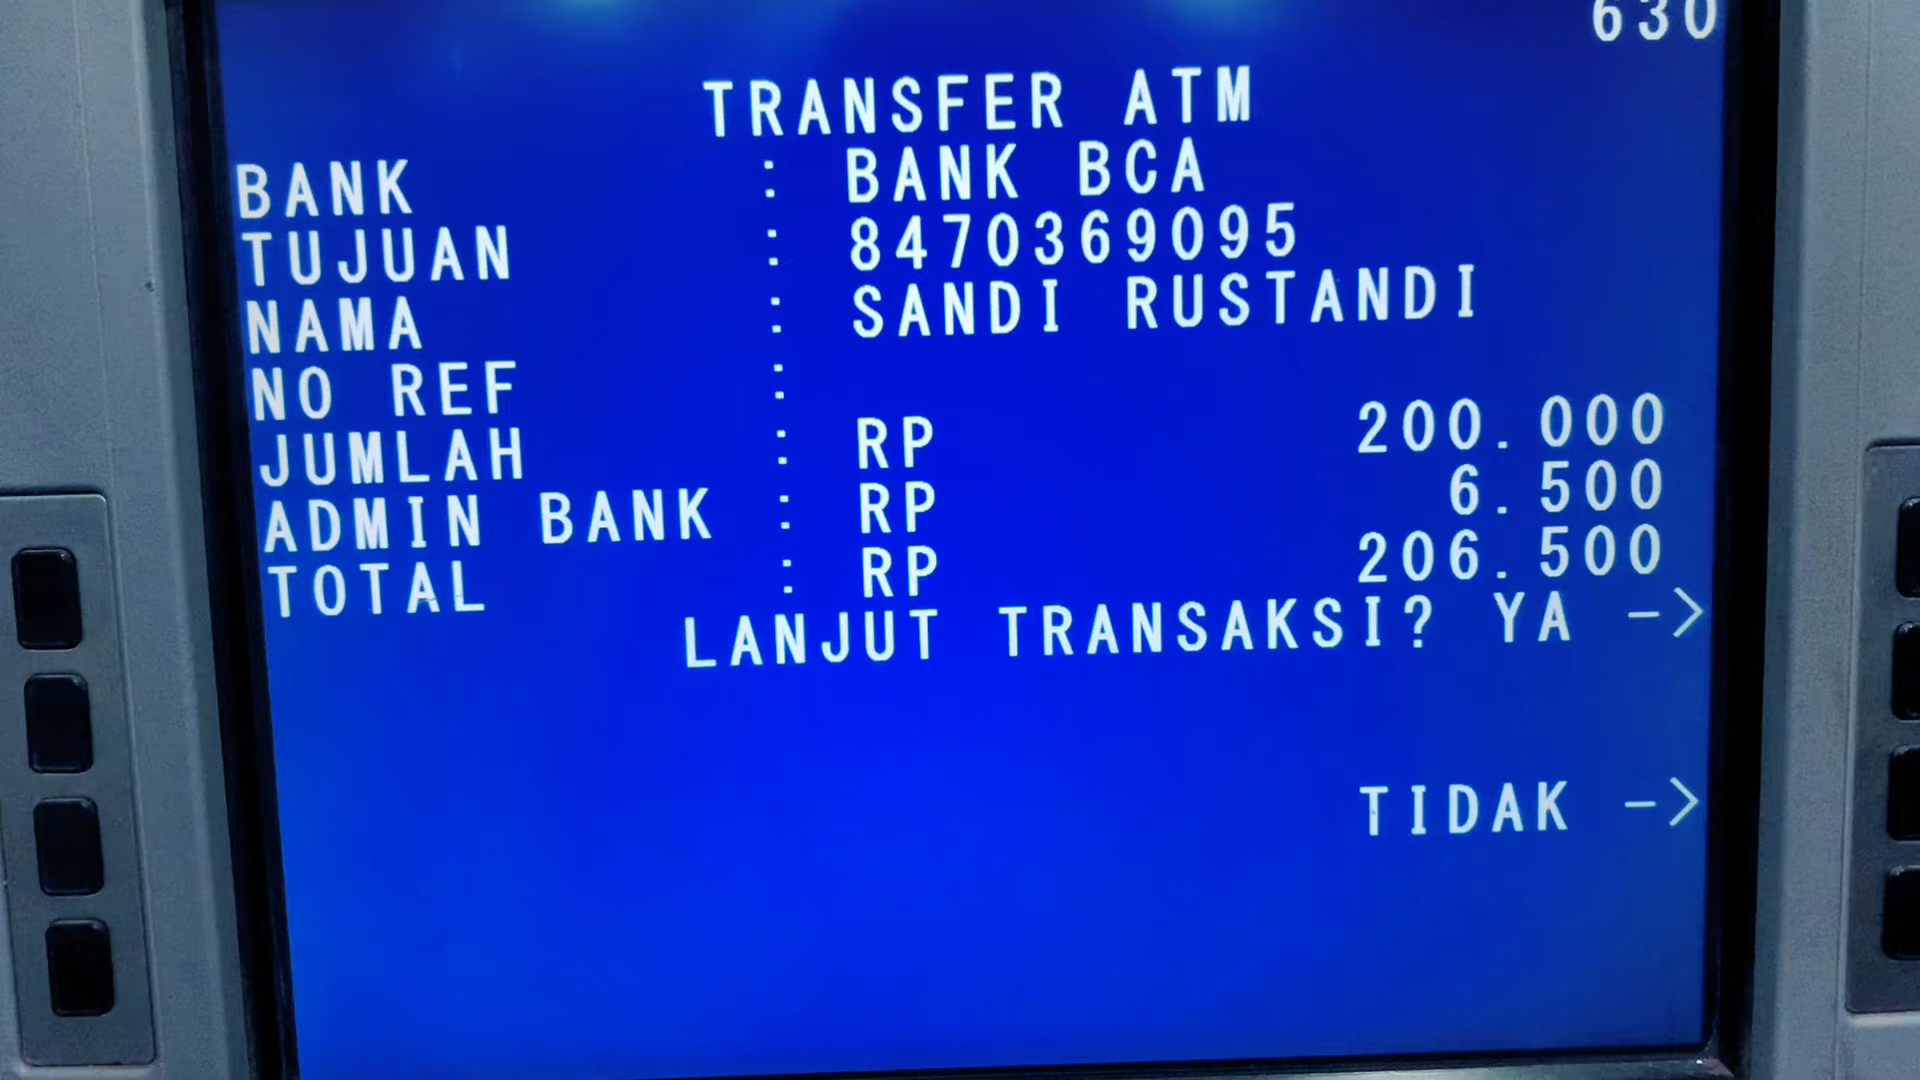 630
TRANSFER ATM
BANK : BANK BCA
TUJUAN : 8470369095
NAMA : SANDI RUSTANDI
NO REF :
JUMLAH : RP 200.000
ADMIN BANK : RP 6.500
TOTAL : RP 206.500
LANJUT TRANSAKSI? YA ->
TIDAK ->